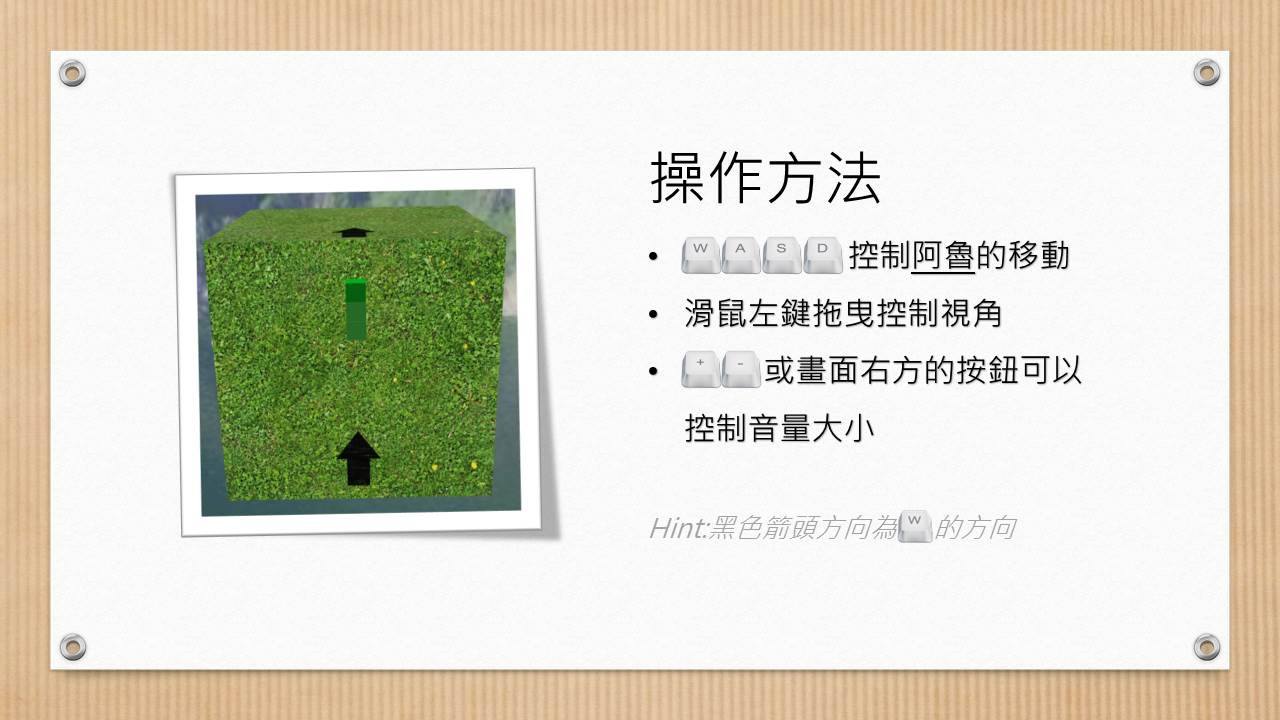 操作方法
• W A S D 控制阿魯的移動
• 滑鼠左鍵拖曳控制視角
• + - 或畫面右方的按鈕可以
控制音量大小
Hint:黑色箭頭方向為W的方向